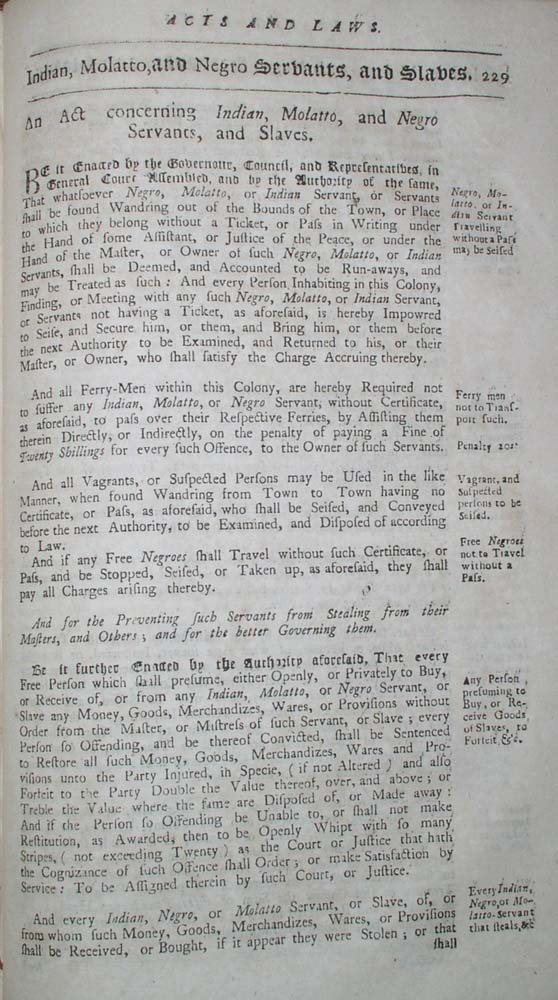 ACTS AND LAWS.
Indian, Molatto, and Negro Servants, and Slaves. 229
An Act concerning Indian, Molatto, and Negro
Servants, and Slaves.
BE it Enacted by the Governour, Council, and Representatives, in
General Court Assembled, and by the Authority of the same,
That whatsoever Negro, Molatto, or Indian Servant, or Servants
shall be found Wandring out of the Bounds of the Town, or Place
to which they belong without a Ticket, or Pass in Writing under
the Hand of some Assistant, or Justice of the Peace, or under the
Hand of the Master, or Owner of such Negro, Molatto, or Indian
Servants, shall be Deemed, and Accounted to be Run-aways, and
may be Treated as such: And every Person Inhabiting in this Colony,
Finding, or Meeting with any such Negro, Molatto, or Indian Servant,
or Servants not having a Ticket, as aforesaid, is hereby Impowred
to Seise, and Secure him, or them, and Bring him, or them before
the next Authority to be Examined, and Returned to his, or their
Master, or Owner, who shall satisfy the Charge Accruing thereby.
Negro, Mo-
latto, or In-
dian Servant
Travelling
without a Pass
may be Seised
And all Ferry-Men within this Colony, are hereby Required not
to suffer any Indian, Molatto, or Negro Servant, without Certificate,
as aforesaid, to pass over their Respective Ferries, by Assisting them
therein Directly, or Indirectly, on the penalty of paying a Fine of
Twenty Shillings for every such Offence, to the Owner of such Servants.
Ferry men
not to Trans-
port such.
Penalty 20s.
And all Vagrants, or Suspected Persons may be Used in the like
Manner, when found Wandring from Town to Town having no
Certificate, or Pass, as aforesaid, who shall be Seised, and Conveyed
before the next Authority, to be Examined, and Disposed of according
to Law.
Vagrant, and
Suspected
persons to be
Seised.
And if any Free Negroes shall Travel without such Certificate, or
Pass, and be Stopped, Seised, or Taken up, as aforesaid, they shall
pay all Charges arising thereby.
Free Negroes
not to Travel
without a
Pass.
And for the Preventing such Servants from Stealing from their
Masters, and Others; and for the better Governing them.
Be it further Enacted by the Authority aforesaid, That every
Free Person which shall presume, either Openly, or Privately to Buy,
or Receive of, or from any Indian, Molatto, or Negro Servant, or
Slave any Money, Goods, Merchandizes, Wares, or Provisions without
Order from the Master, or Mistress of such Servant, or Slave; every
Person so Offending, and be thereof Convicted, shall be Sentenced
to Restore all such Money, Goods, Merchandizes, Wares and Pro-
visions unto the Party Injured, in Specie, (if not Altered) and also
Forfeit to the Party Double the Value thereof, over, and above; or
Treble the Value where the same are Disposed of, or Made away:
And if the Person so Offending be Unable to, or shall not make
Restitution, as Awarded, then to be Openly Whipt with so many
Stripes, (not exceeding Twenty) as the Court or Justice that hath
the Cognizance of such Offence shall Order; or make Satisfaction by
Service: To be Assigned therein by such Court, or Justice.
Any Person
presuming to
Buy, or Re-
ceive Goods
of Slaves, to
Forfeit, &c.
And every Indian, Negro, or Molatto Servant, or Slave, of, or
from whom such Money, Goods, Merchandizes, Wares, or Provisions
shall be Received, or Bought, if it appear they were Stolen; or that
shall
Every Indian,
Negro, or Mo-
latto-Servant
that steals, &c